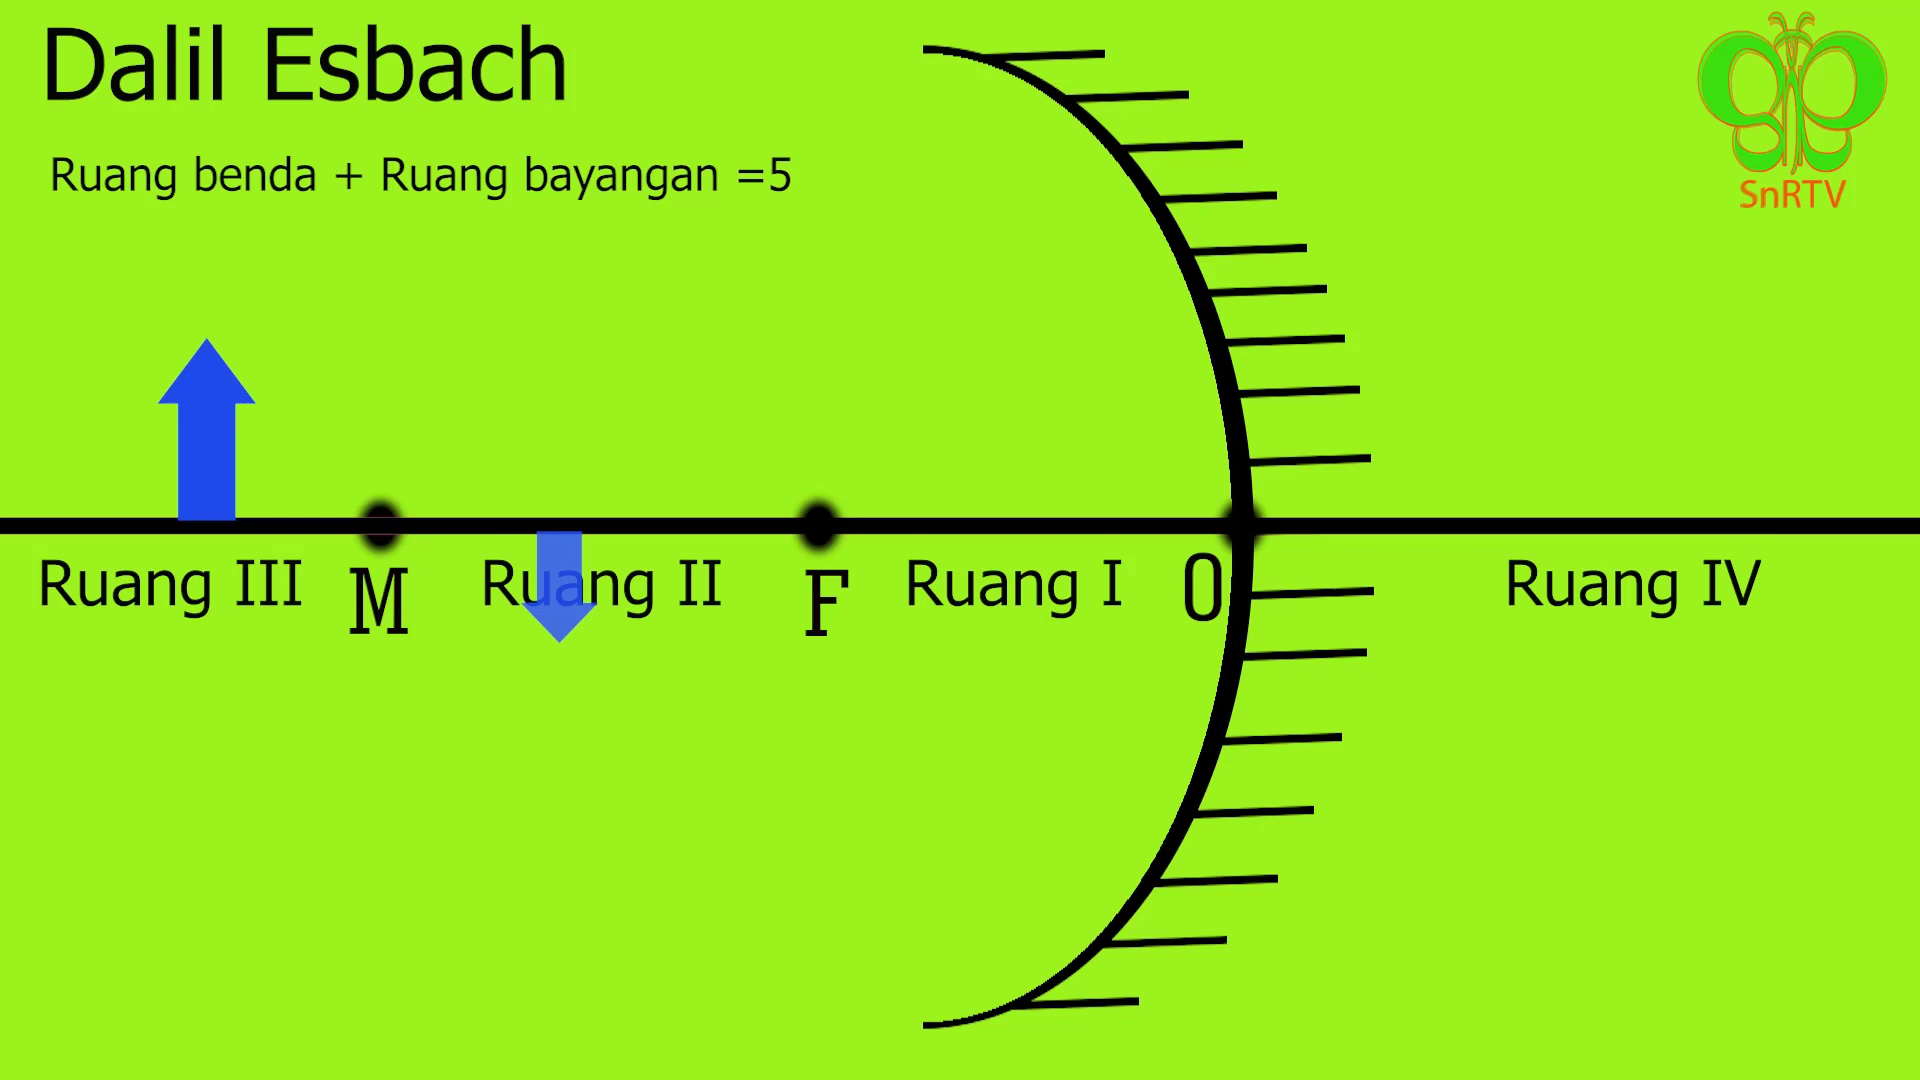 Dalil Esbach
SnRTV
Ruang benda + Ruang bayangan =5
Ruang III M Ruang II F Ruang I O Ruang IV